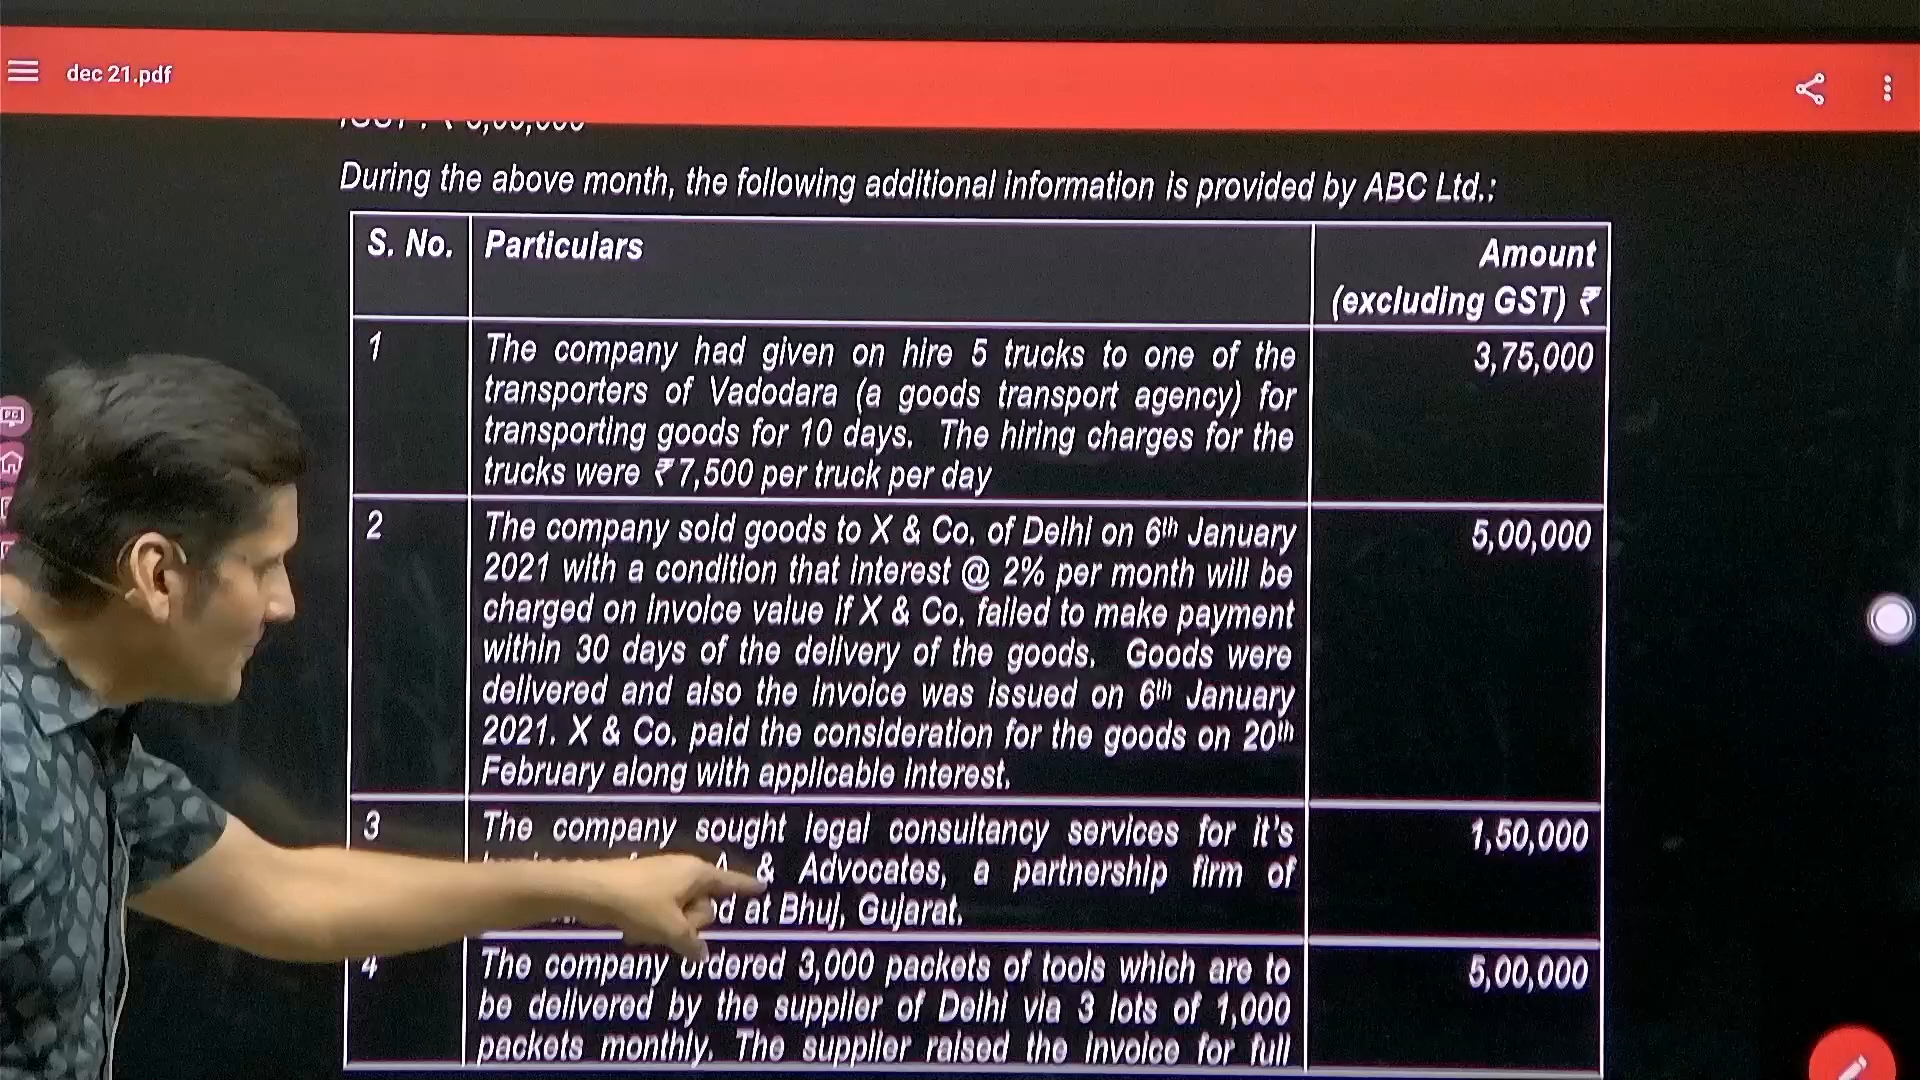 dec 21.pdf
During the above month, the following additional information is provided by ABC Ltd.:
S. No.
Particulars
Amount
(excluding GST) ₹
1
The company had given on hire 5 trucks to one of the
transporters of Vadodara (a goods transport agency) for
transporting goods for 10 days. The hiring charges for the
trucks were ₹ 7,500 per truck per day
3,75,000
2
The company sold goods to X & Co. of Delhi on 6th January
2021 with a condition that interest @ 2% per month will be
charged on invoice value if X & Co. failed to make payment
within 30 days of the delivery of the goods. Goods were
delivered and also the invoice was issued on 6th January
2021. X & Co. paid the consideration for the goods on 20th
February along with applicable interest.
5,00,000
3
The company sought legal consultancy services for it's
& Advocates, a partnership firm of
at Bhuj, Gujarat.
1,50,000
4
The company ordered 3,000 packets of tools which are to
be delivered by the supplier of Delhi via 3 lots of 1,000
packets monthly. The supplier raised the invoice for full
5,00,000